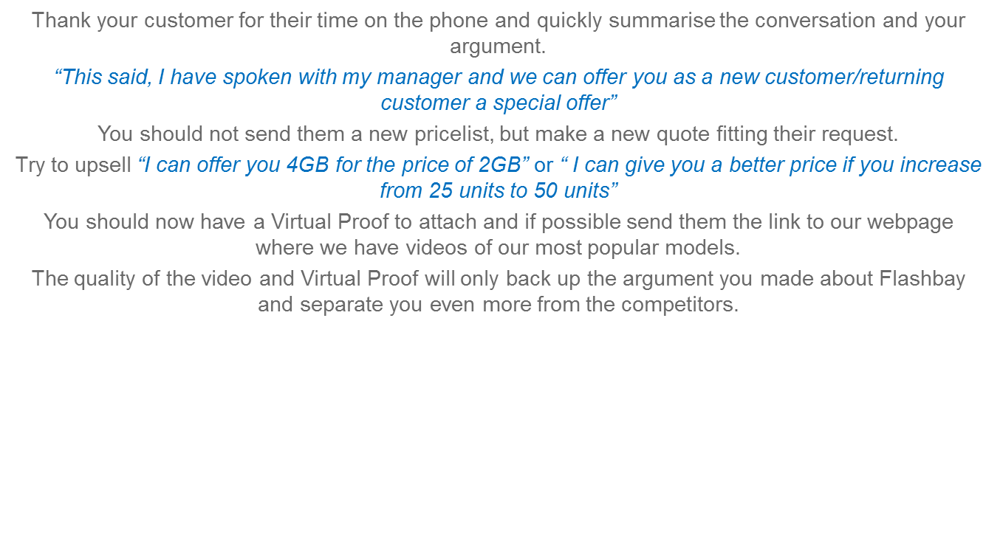 Thank your customer for their time on the phone and quickly summarise the conversation and your
argument.
“This said, I have spoken with my manager and we can offer you as a new customer/returning
customer a special offer”
You should not send them a new pricelist, but make a new quote fitting their request.
Try to upsell “I can offer you 4GB for the price of 2GB” or “ I can give you a better price if you increase
from 25 units to 50 units”
You should now have a Virtual Proof to attach and if possible send them the link to our webpage
where we have videos of our most popular models.
The quality of the video and Virtual Proof will only back up the argument you made about Flashbay
and separate you even more from the competitors.